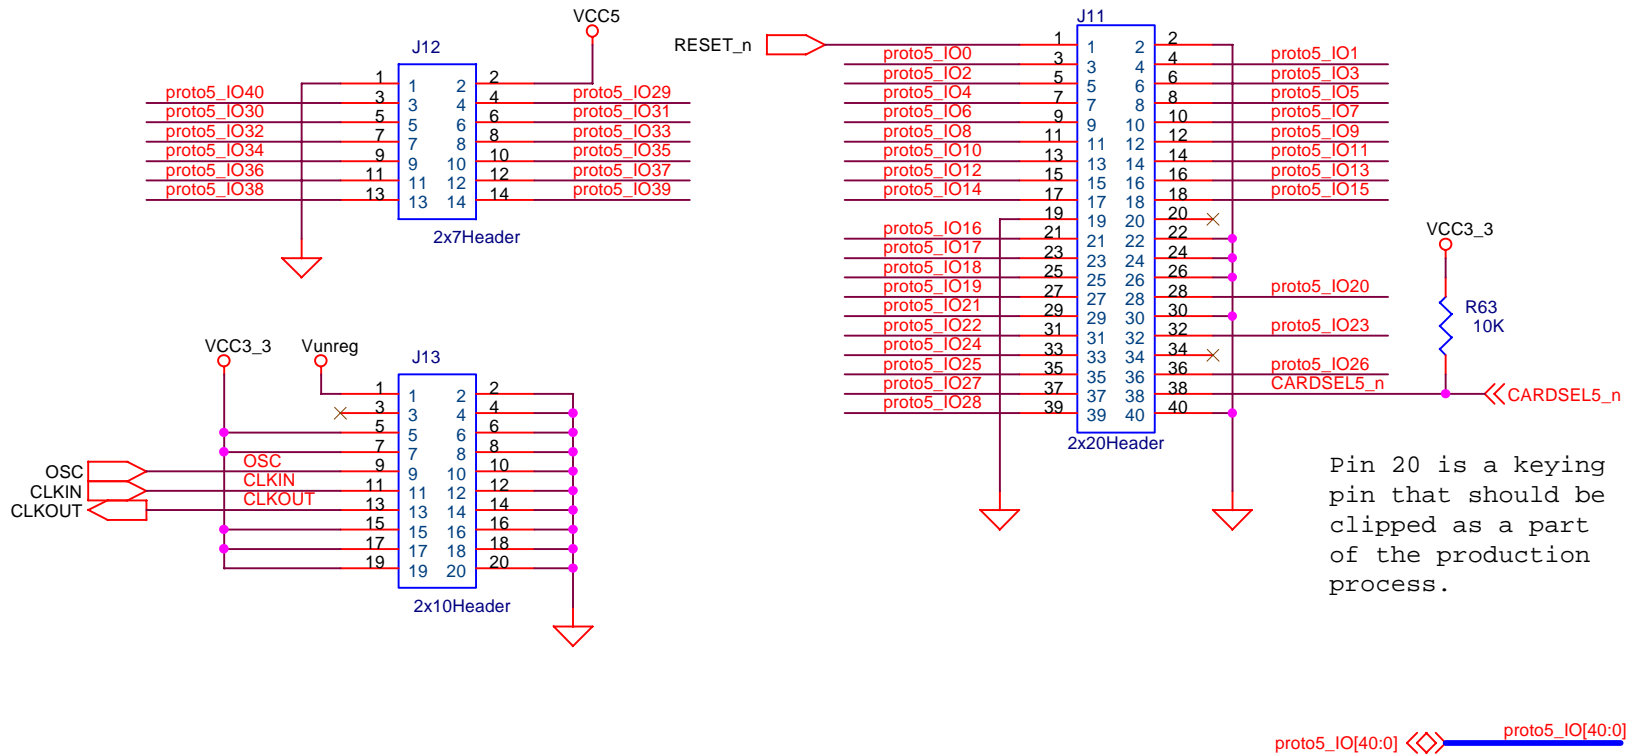 J12
VCC5
1 1 2 2
proto5_IO40 3 3 4 4 proto5_IO29
proto5_IO30 5 5 6 6 proto5_IO31
proto5_IO32 7 7 8 8 proto5_IO33
proto5_IO34 9 9 10 10 proto5_IO35
proto5_IO36 11 11 12 12 proto5_IO37
proto5_IO38 13 13 14 14 proto5_IO39
2x7Header
VCC3_3
Vunreg
J13
1 1 2 2
3 3 4 4
5 5 6 6
7 7 8 8
OSC OSC 9 9 10 10
CLKIN CLKIN 11 11 12 12
CLKOUT CLKOUT 13 13 14 14
15 15 16 16
17 17 18 18
19 19 20 20
2x10Header
J11
RESET_n 1 1 2 2
proto5_IO0 3 3 4 4 proto5_IO1
proto5_IO2 5 5 6 6 proto5_IO3
proto5_IO4 7 7 8 8 proto5_IO5
proto5_IO6 9 9 10 10 proto5_IO7
proto5_IO8 11 11 12 12 proto5_IO9
proto5_IO10 13 13 14 14 proto5_IO11
proto5_IO12 15 15 16 16 proto5_IO13
proto5_IO14 17 17 18 18 proto5_IO15
19 19 20 20
proto5_IO16 21 21 22 22
proto5_IO17 23 23 24 24
proto5_IO18 25 25 26 26
proto5_IO19 27 27 28 28 proto5_IO20
proto5_IO21 29 29 30 30
proto5_IO22 31 31 32 32 proto5_IO23
proto5_IO24 33 33 34 34
proto5_IO25 35 35 36 36 proto5_IO26
proto5_IO27 37 37 38 38 CARDSEL5_n CARDSEL5_n
proto5_IO28 39 39 40 40
2x20Header
VCC3_3
R63
10K
Pin 20 is a keying
pin that should be
clipped as a part
of the production
process.
proto5_IO[40:0] proto5_IO[40:0]